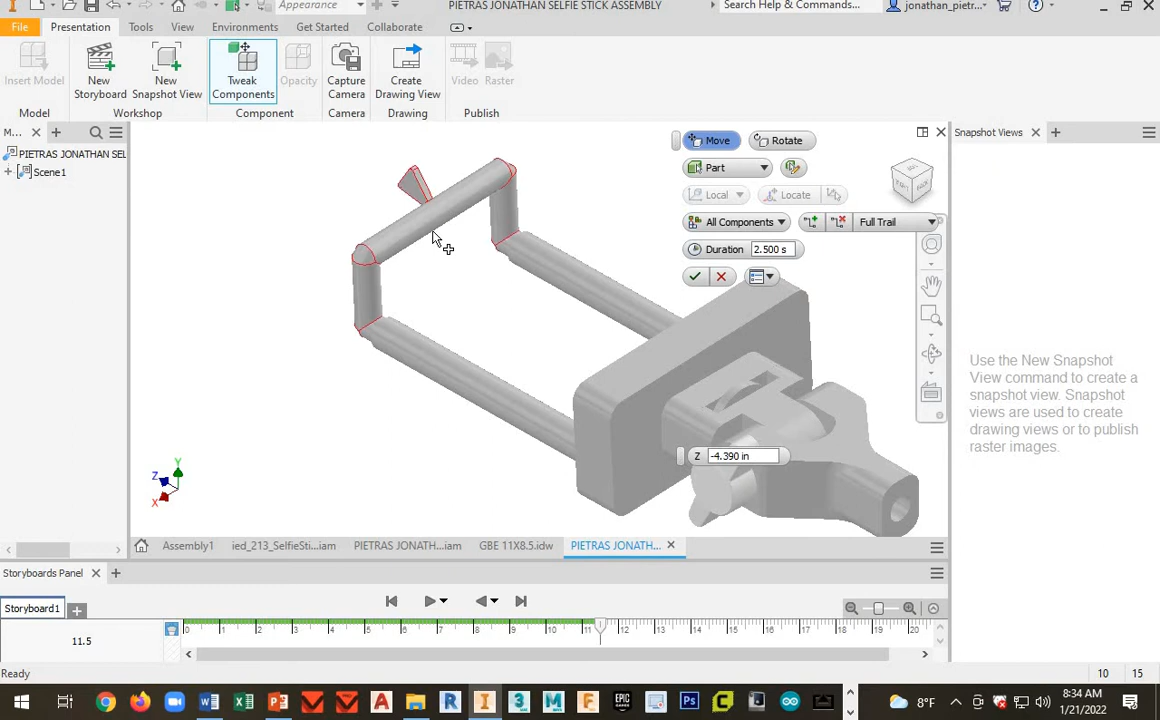 Appearance
PIETRAS JONATHAN SELFIE STICK ASSEMBLY
Search Help & Commands...
jonathan_pietr...
File
Presentation
Tools
View
Environments
Get Started
Collaborate
Insert Model
New Storyboard
New Snapshot View
Tweak Components
Opacity
Capture Camera
Create Drawing View
Video
Raster
Model
Workshop
Component
Camera
Drawing
Publish
M...
PIETRAS JONATHAN SEL
Scene1
Move
Rotate
Part
Local
Locate
All Components
Full Trail
Duration
2.500 s
Z
-4.390 in
Y
Z
X
Snapshot Views
Use the New Snapshot
View command to create a
snapshot view. Snapshot
views are used to create
drawing views or to publish
raster images.
Assembly1
ied_213_SelfieSti...iam
PIETRAS JONATH...iam
GBE 11X8.5.idw
PIETRAS JONATH...
Storyboards Panel
Storyboard1
11.5
0 1 2 3 4 5 6 7 8 9 10 11 12 13 14 15 16 17 18 19 20
Ready
10
15
8°F
8:34 AM
1/21/2022